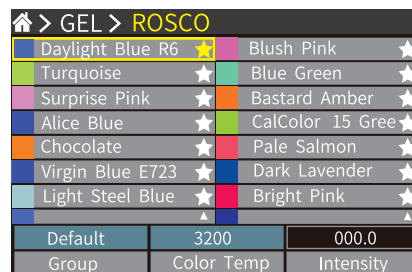 > GEL > ROSCO
Daylight Blue R6 Blush Pink
Turquoise Blue Green
Surprise Pink Bastard Amber
Alice Blue CalColor 15 Gree
Chocolate Pale Salmon
Virgin Blue E723 Dark Lavender
Light Steel Blue Bright Pink
Default 3200 000.0
Group Color Temp Intensity